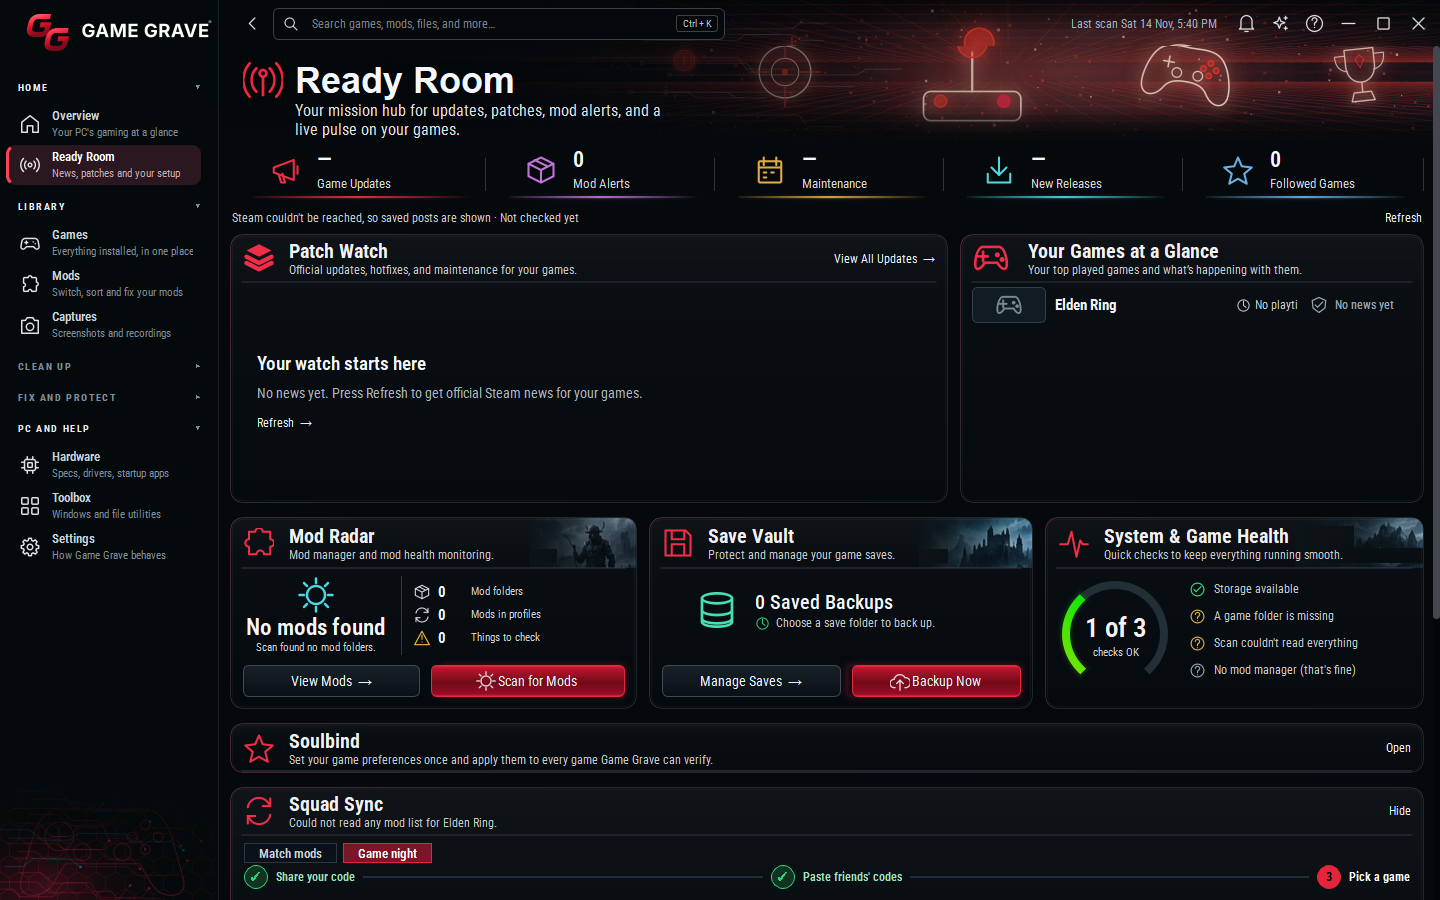 GAME GRAVE
Search games, mods, files, and more...
Ctrl + K
Last scan Sat 14 Nov, 5:40 PM
HOME
Overview
Your PC's gaming at a glance
Ready Room
News, patches and your setup
LIBRARY
Games
Everything installed, in one place
Mods
Switch, sort and fix your mods
Captures
Screenshots and recordings
CLEAN UP
FIX AND PROTECT
PC AND HELP
Hardware
Specs, drivers, startup apps
Toolbox
Windows and file utilities
Settings
How Game Grave behaves
Ready Room
Your mission hub for updates, patches, mod alerts, and a
live pulse on your games.
–
Game Updates
0
Mod Alerts
–
Maintenance
–
New Releases
0
Followed Games
Steam couldn't be reached, so saved posts are shown · Not checked yet
Refresh
Patch Watch
Official updates, hotfixes, and maintenance for your games.
View All Updates →
Your watch starts here
No news yet. Press Refresh to get official Steam news for your games.
Refresh →
Your Games at a Glance
Your top played games and what's happening with them.
Elden Ring
No playti
No news yet
Mod Radar
Mod manager and mod health monitoring.
No mods found
Scan found no mod folders.
0 Mod folders
0 Mods in profiles
0 Things to check
View Mods →
Scan for Mods
Save Vault
Protect and manage your game saves.
0 Saved Backups
Choose a save folder to back up.
Manage Saves →
Backup Now
System & Game Health
Quick checks to keep everything running smooth.
1 of 3
checks OK
Storage available
A game folder is missing
Scan couldn't read everything
No mod manager (that's fine)
Soulbind
Set your game preferences once and apply them to every game Game Grave can verify.
Open
Squad Sync
Could not read any mod list for Elden Ring.
Hide
Match mods
Game night
Share your code
Paste friends' codes
3 Pick a game